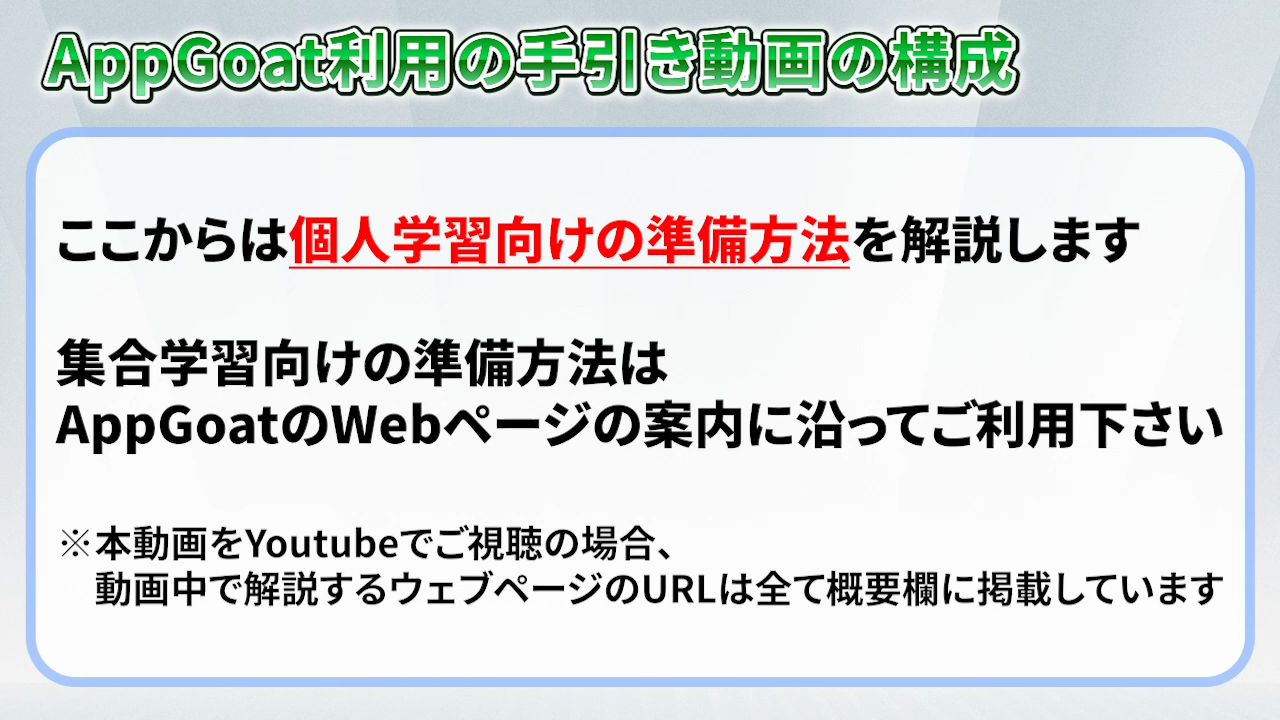 AppGoat利用の手引き動画の構成
ここからは個人学習向けの準備方法を解説します
集合学習向けの準備方法は
AppGoatのWebページの案内に沿ってご利用下さい
※本動画をYoutubeでご視聴の場合、
動画中で解説するウェブページのURLは全て概要欄に掲載しています